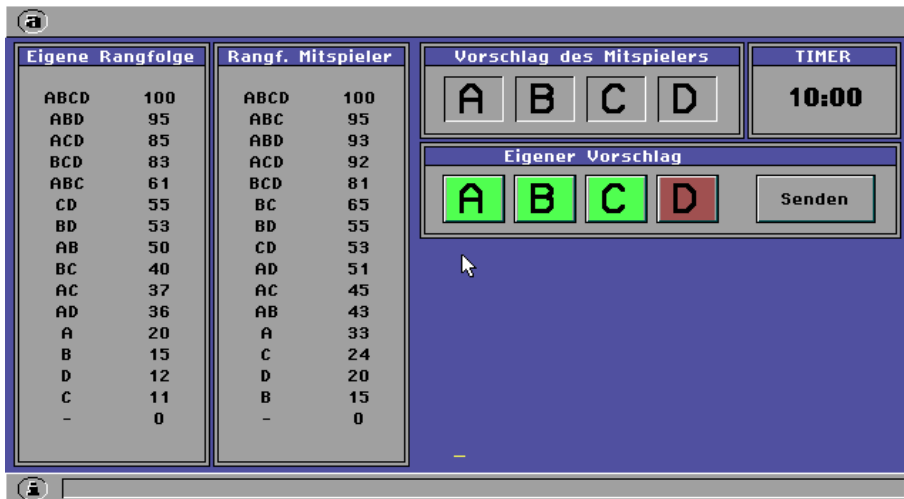 a
Eigene Rangfolge
ABCD 100
ABD 95
ACD 85
BCD 83
ABC 61
CD 55
BD 53
AB 50
BC 40
AC 37
AD 36
A 20
B 15
D 12
C 11
- 0
Rangf. Mitspieler
ABCD 100
ABC 95
ABD 93
ACD 92
BCD 81
BC 65
BD 55
CD 53
AD 51
AC 45
AB 43
A 33
C 24
D 20
B 15
- 0
Vorschlag des Mitspielers
A B C D
TIMER
10:00
Eigener Vorschlag
A B C D
Senden
i